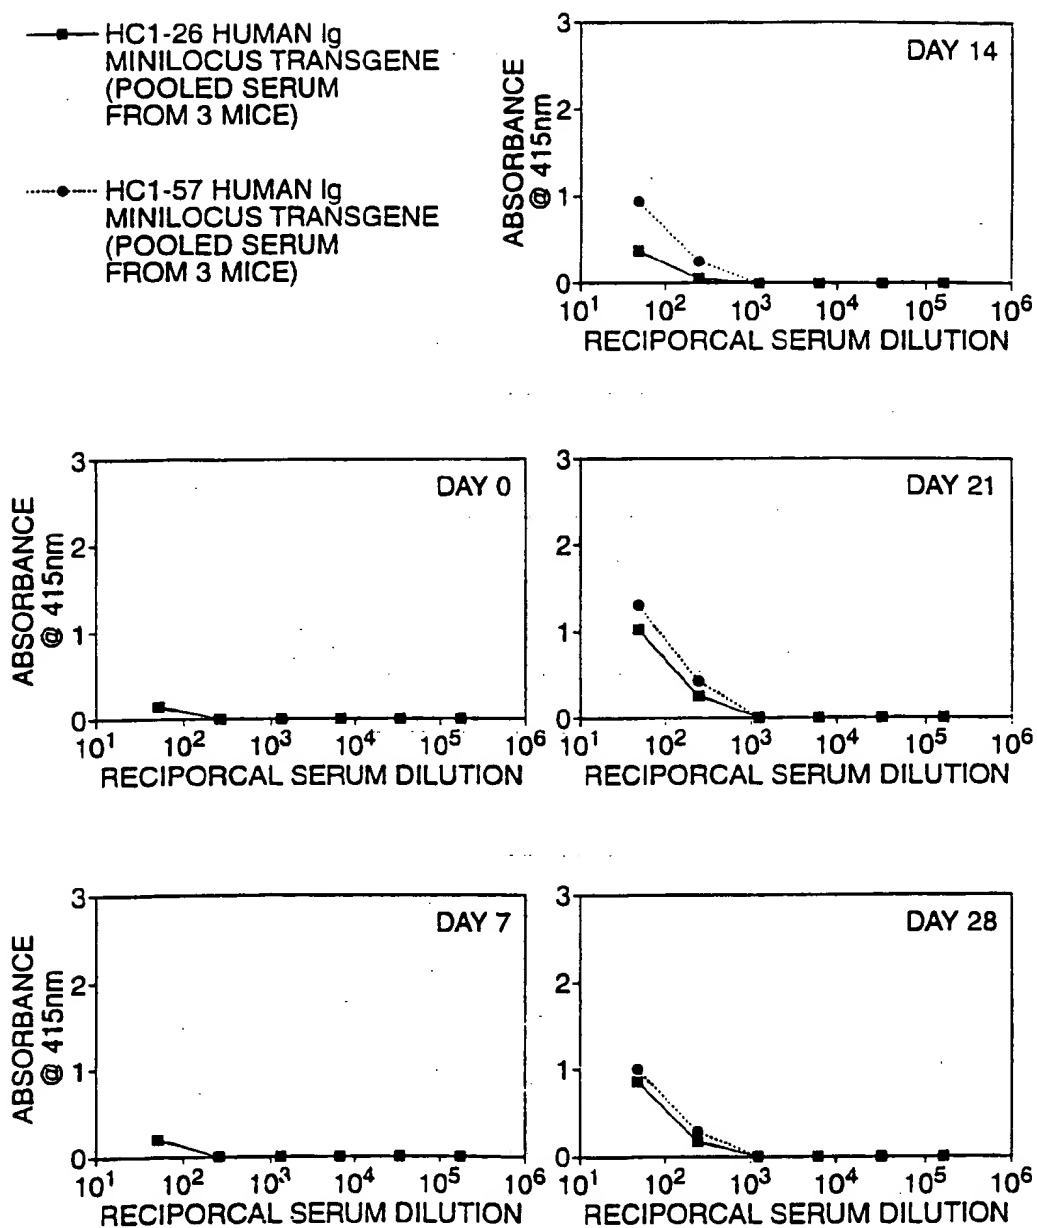 HC1-26 HUMAN Ig
MINILOCUS TRANSGENE
(POOLED SERUM
FROM 3 MICE)
HC1-57 HUMAN Ig
MINILOCUS TRANSGENE
(POOLED SERUM
FROM 3 MICE)
DAY 14
ABSORBANCE
@ 415nm
3
2
1
0
10¹ 10² 10³ 10⁴ 10⁵ 10⁶
RECIPORCAL SERUM DILUTION
DAY 0
ABSORBANCE
@ 415nm
3
2
1
0
10¹ 10² 10³ 10⁴ 10⁵ 10⁶
RECIPORCAL SERUM DILUTION
DAY 21
3
2
1
0
10¹ 10² 10³ 10⁴ 10⁵ 10⁶
RECIPORCAL SERUM DILUTION
DAY 7
ABSORBANCE
@ 415nm
3
2
1
0
10¹ 10² 10³ 10⁴ 10⁵ 10⁶
RECIPORCAL SERUM DILUTION
DAY 28
3
2
1
0
10¹ 10² 10³ 10⁴ 10⁵ 10⁶
RECIPORCAL SERUM DILUTION